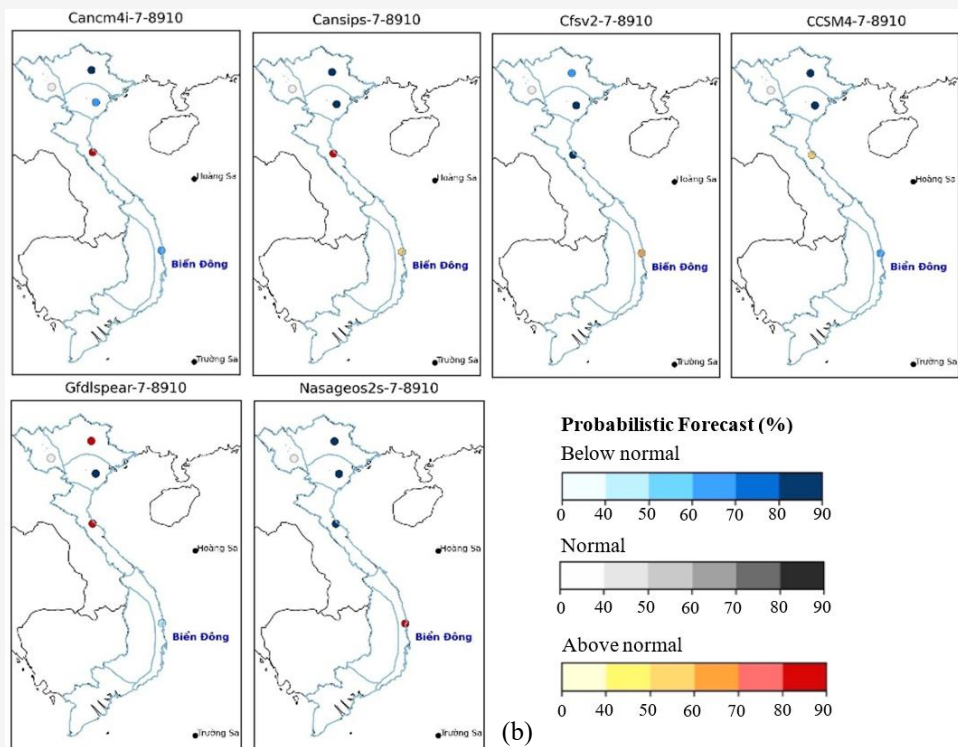 Cancm4i-7-8910
Cansips-7-8910
Cfsv2-7-8910
CCSM4-7-8910
Hoàng Sa
Hoàng Sa
Hoàng Sa
Hoàng Sa
Biển Đông
Biển Đông
Biển Đông
Biển Đông
Trường Sa
Trường Sa
Trường Sa
Trường Sa
Gfdlspear-7-8910
Nasageos2s-7-8910
Hoàng Sa
Hoàng Sa
Biển Đông
Biển Đông
Trường Sa
Trường Sa
Probabilistic Forecast (%)
Below normal
0 40 50 60 70 80 90
Normal
0 40 50 60 70 80 90
Above normal
0 40 50 60 70 80 90
(b)